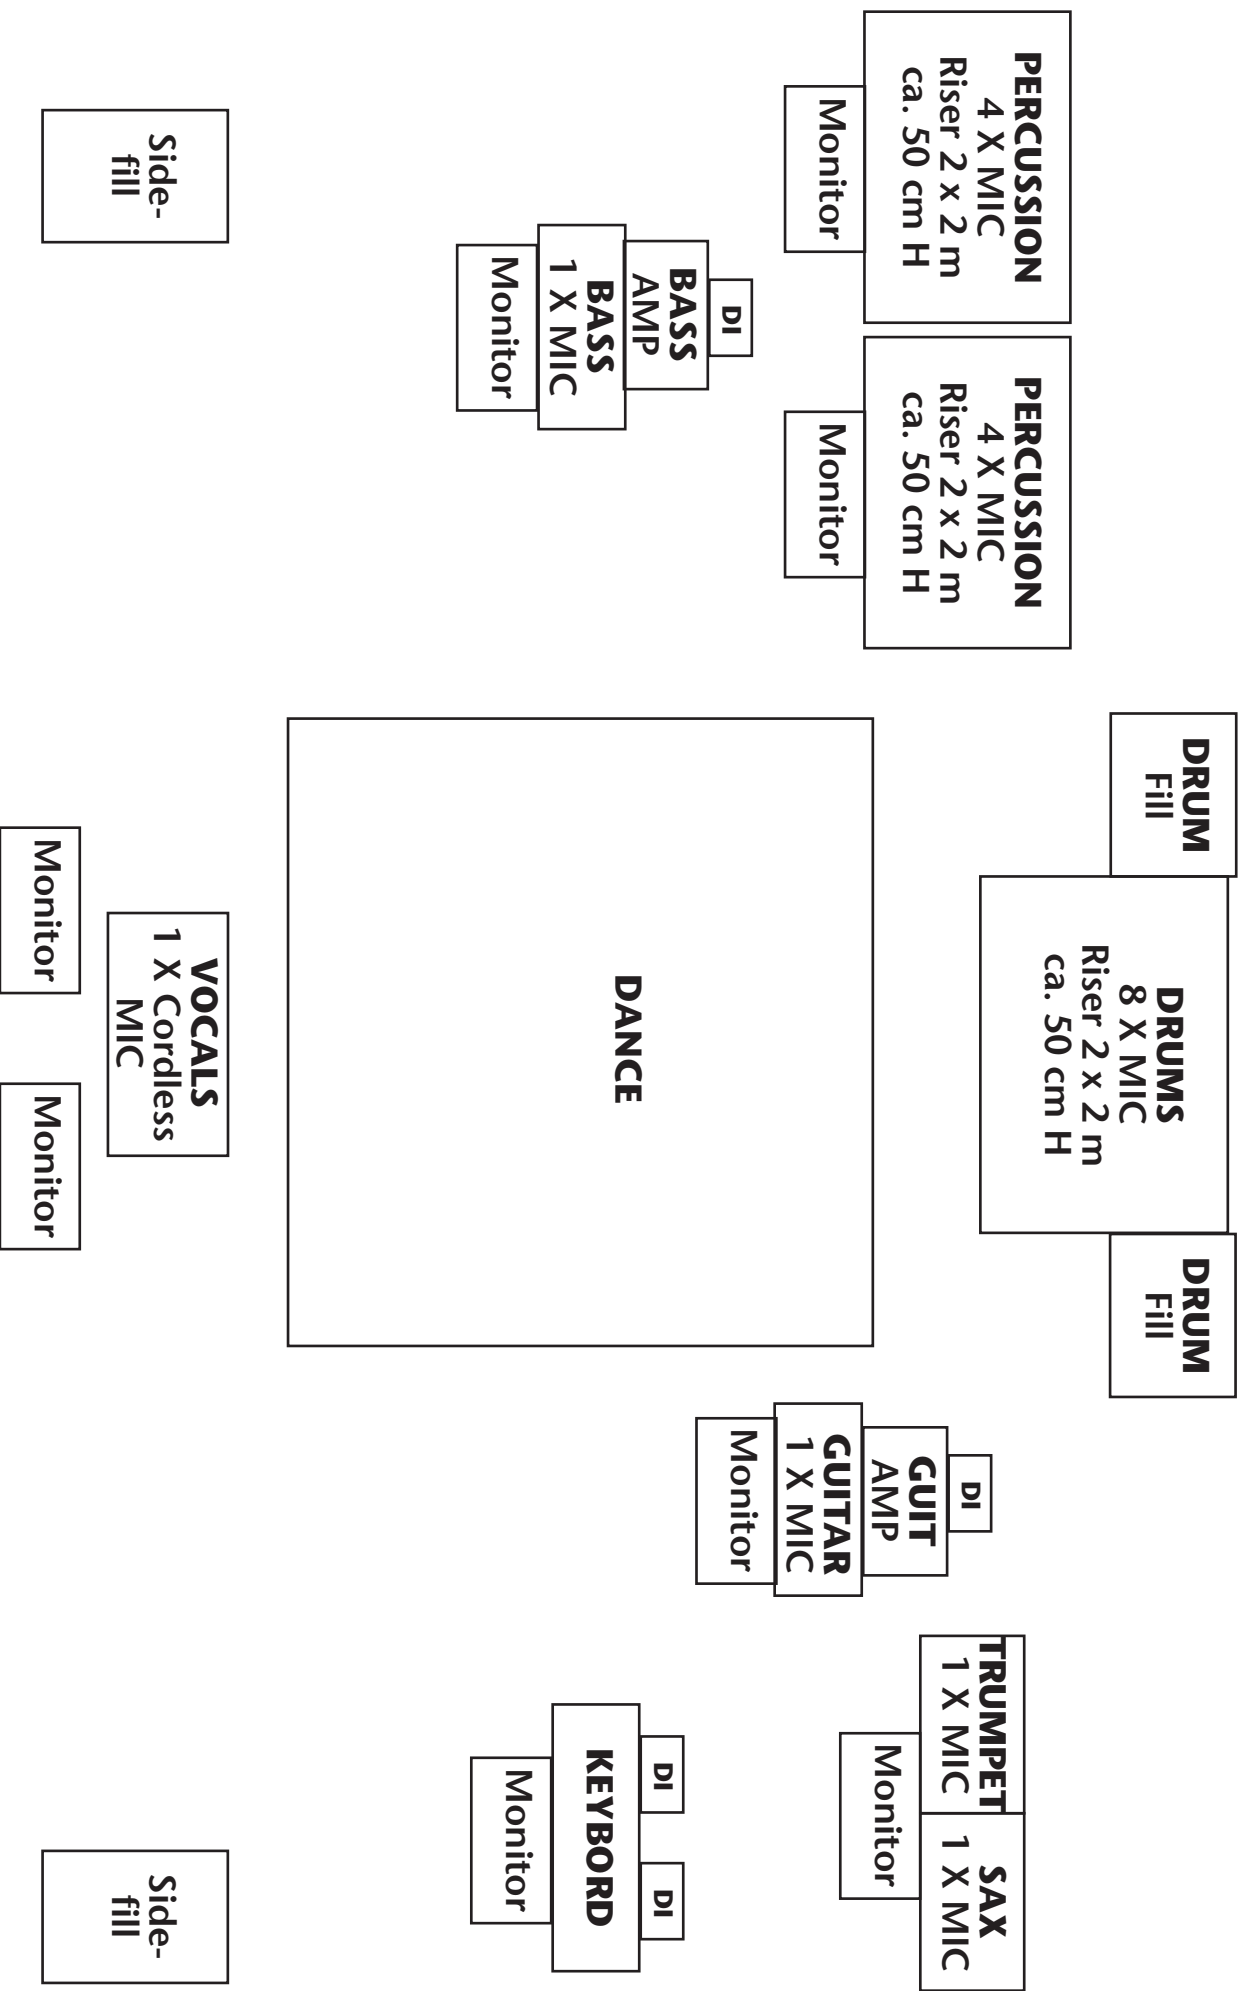 DRUM
Fill
DRUMS
8 X MIC
Riser 2 x 2 m
ca. 50 cm H
DRUM
Fill
PERCUSSION
4 X MIC
Riser 2 x 2 m
ca. 50 cm H
Monitor
PERCUSSION
4 X MIC
Riser 2 x 2 m
ca. 50 cm H
Monitor
DI
GUIT
AMP
GUITAR
1 X MIC
Monitor
TRUMPET
1 X MIC
SAX
1 X MIC
Monitor
DI
BASS
AMP
BASS
1 X MIC
Monitor
DANCE
DI
DI
KEYBORD
Monitor
Side-
fill
VOCALS
1 X Cordless
MIC
Monitor
Monitor
Side-
fill